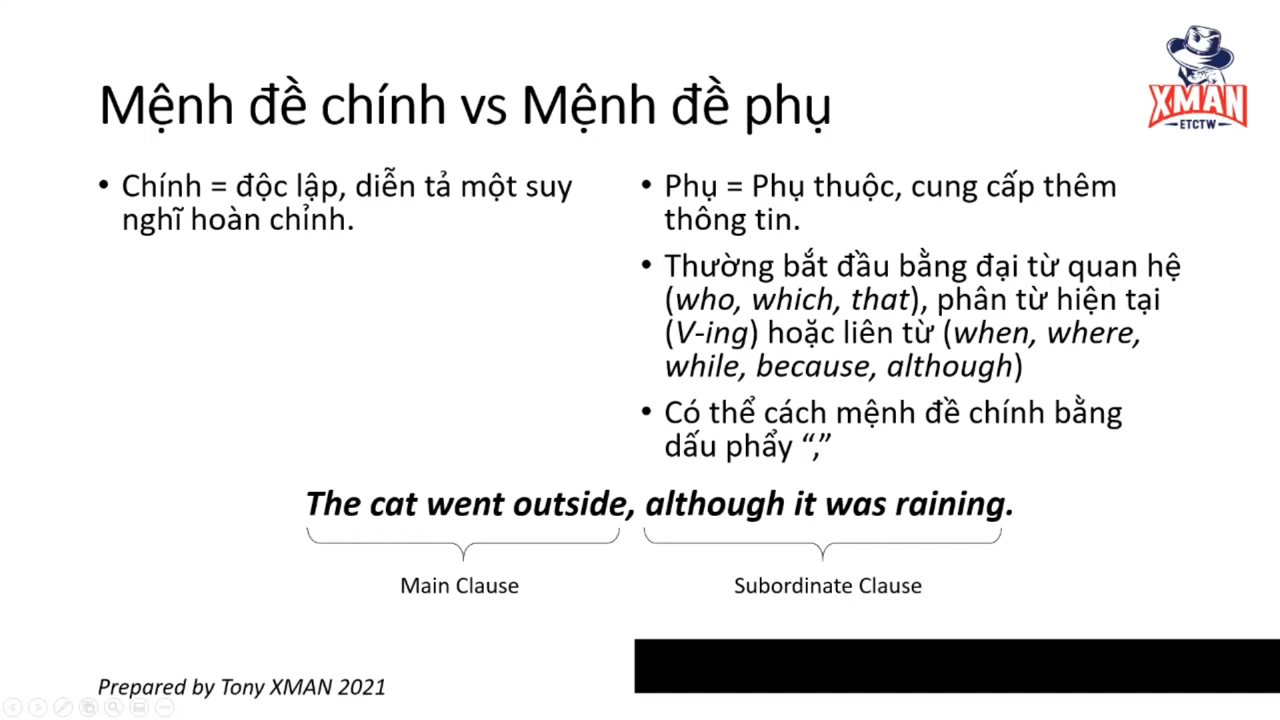 XMAN
ETCTW
Mệnh đề chính vs Mệnh đề phụ
• Chính = độc lập, diễn tả một suy
nghĩ hoàn chỉnh.
• Phụ = Phụ thuộc, cung cấp thêm
thông tin.
• Thường bắt đầu bằng đại từ quan hệ
(who, which, that), phân từ hiện tại
(V-ing) hoặc liên từ (when, where,
while, because, although)
• Có thể cách mệnh đề chính bằng
dấu phẩy “,”
The cat went outside, although it was raining.
Main Clause
Subordinate Clause
Prepared by Tony XMAN 2021